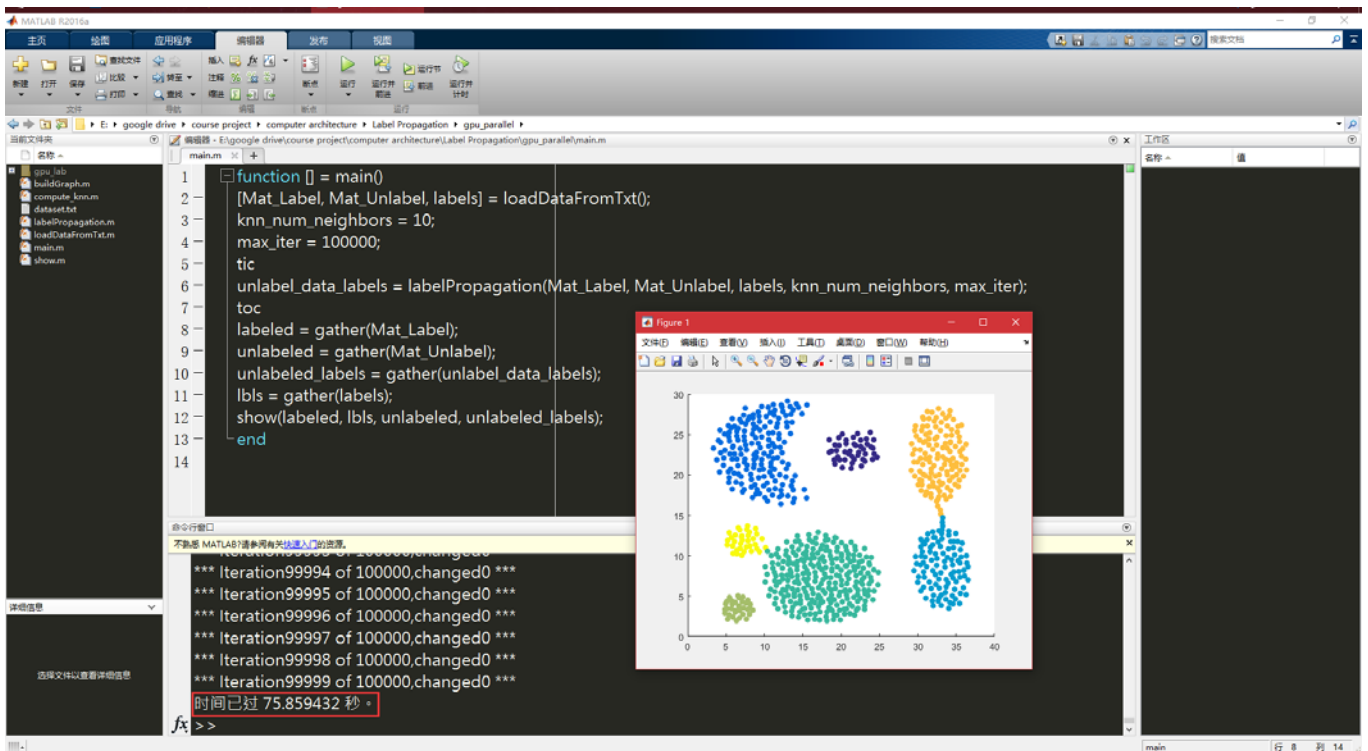 MATLAB R2016a
主页 绘图 应用程序 编辑器 发布 视图
搜索文档
新建 打开 保存 查找文件 比较 打印 转至 查找 插入 fx 注释 缩进 断点 运行 运行并前进 运行节 前进 运行并计时
文件 导航 编辑 断点 运行
E: google drive course project computer architecture Label Propagation gpu_parallel
当前文件夹
名称
gpu_lab
buildGraph.m
compute_knn.m
dataset.txt
labelPropagation.m
loadDataFromTxt.m
main.m
show.m
详细信息
选择文件以查看详细信息
编辑器 - E:\google drive\course project\computer architecture\Label Propagation\gpu_parallel\main.m
main.m
1 function [] = main()
2 [Mat_Label, Mat_Unlabel, labels] = loadDataFromTxt();
3 knn_num_neighbors = 10;
4 max_iter = 100000;
5 tic
6 unlabel_data_labels = labelPropagation(Mat_Label, Mat_Unlabel, labels, knn_num_neighbors, max_iter);
7 toc
8 labeled = gather(Mat_Label);
9 unlabeled = gather(Mat_Unlabel);
10 unlabeled_labels = gather(unlabel_data_labels);
11 lbls = gather(labels);
12 show(labeled, lbls, unlabeled, unlabeled_labels);
13 end
14
命令行窗口
不熟悉 MATLAB?请参阅有关快速入门的资源。
*** Iteration99994 of 100000,changed0 ***
*** Iteration99995 of 100000,changed0 ***
*** Iteration99996 of 100000,changed0 ***
*** Iteration99997 of 100000,changed0 ***
*** Iteration99998 of 100000,changed0 ***
*** Iteration99999 of 100000,changed0 ***
时间已过 75.859432 秒。
fx >>
Figure 1
文件(F) 编辑(E) 查看(V) 插入(I) 工具(T) 桌面(D) 窗口(W) 帮助(H)
30
25
20
15
10
5
0
0 5 10 15 20 25 30 35 40
工作区
名称 值
main 行 8 列 14